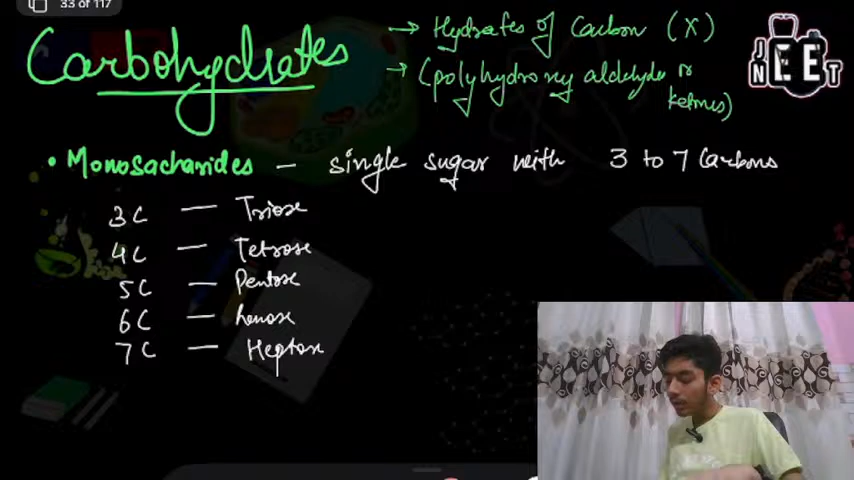 33 of 117
Carbohydrates
→ Hydrates of Carbon (X)
→ (polyhydroxy aldehyde or
ketones)
JNEET
• Monosacharides — single sugar with 3 to 7 Carbons
3C — Triose
4C — Tetrose
5C — Pentose
6C — hexose
7C — Heptose